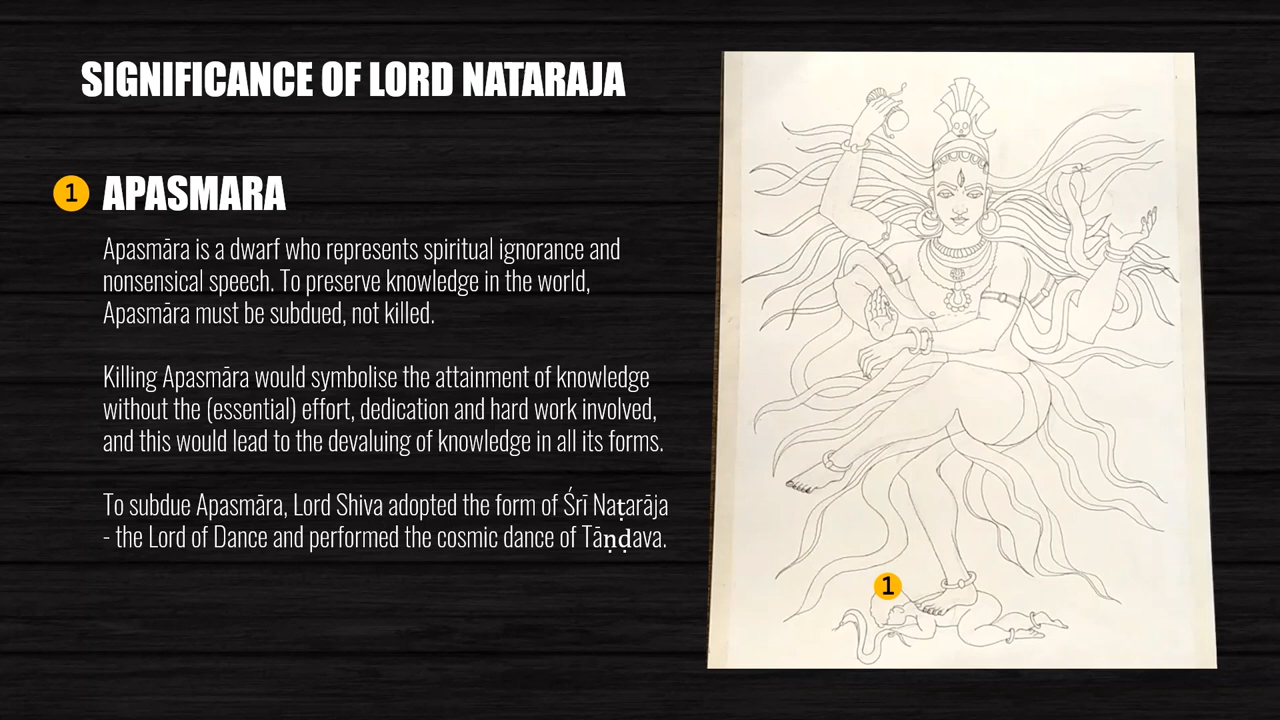 SIGNIFICANCE OF LORD NATARAJA
1 APASMARA
Apasmāra is a dwarf who represents spiritual ignorance and
nonsensical speech. To preserve knowledge in the world,
Apasmāra must be subdued, not killed.
Killing Apasmāra would symbolise the attainment of knowledge
without the (essential) effort, dedication and hard work involved,
and this would lead to the devaluing of knowledge in all its forms.
To subdue Apasmāra, Lord Shiva adopted the form of Śrī Naṭarāja
- the Lord of Dance and performed the cosmic dance of Tāṇḍava.
1